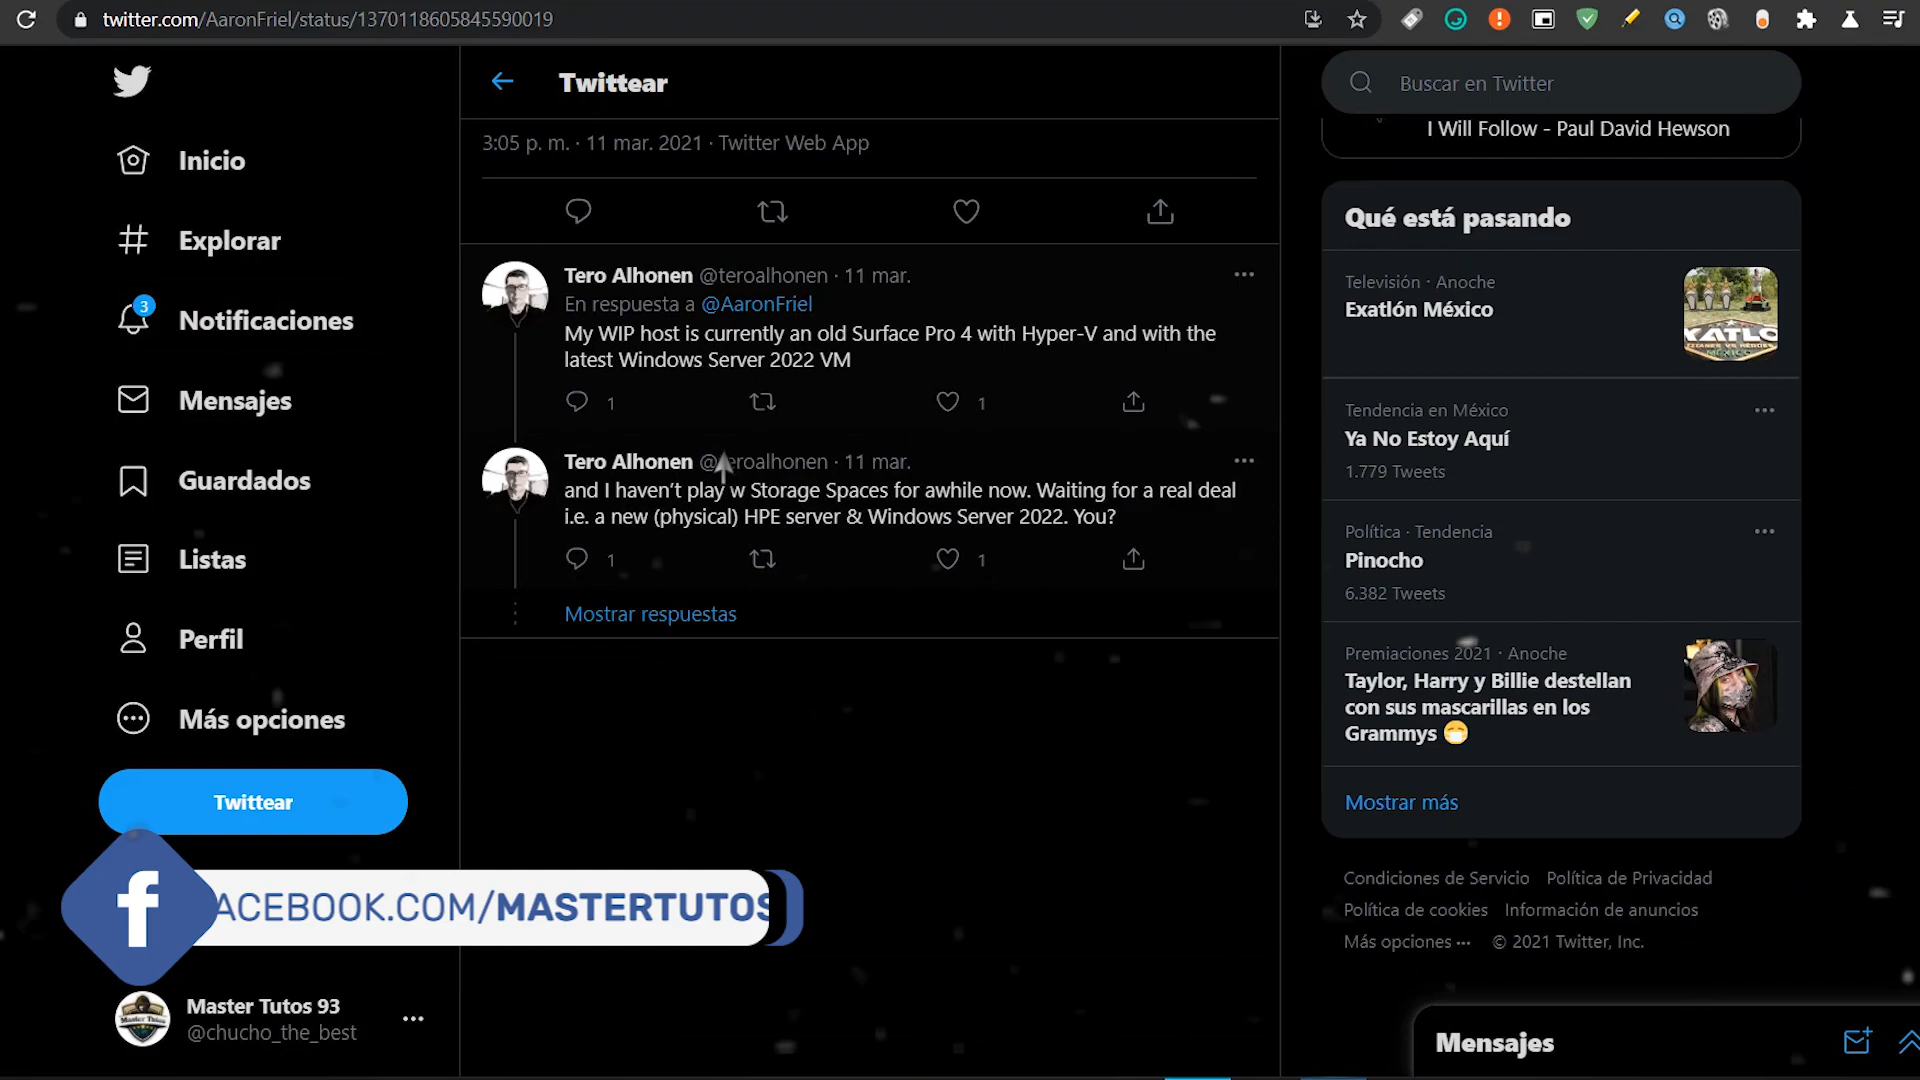 twitter.com/AaronFriel/status/1370118605845590019
Twittear
Buscar en Twitter
I Will Follow - Paul David Hewson
3:05 p. m. · 11 mar. 2021 · Twitter Web App
Inicio
Explorar
3
Notificaciones
Mensajes
Guardados
Listas
Perfil
Más opciones
Twittear
Tero Alhonen @teroalhonen · 11 mar.
En respuesta a @AaronFriel
My WIP host is currently an old Surface Pro 4 with Hyper-V and with the
latest Windows Server 2022 VM
1 1
Tero Alhonen @teroalhonen · 11 mar.
and I haven't play w Storage Spaces for awhile now. Waiting for a real deal
i.e. a new (physical) HPE server & Windows Server 2022. You?
1 1
Mostrar respuestas
Qué está pasando
Televisión · Anoche
Exatlón México
Tendencia en México
Ya No Estoy Aquí
1.779 Tweets
Política · Tendencia
Pinocho
6.382 Tweets
Premiaciones 2021 · Anoche
Taylor, Harry y Billie destellan
con sus mascarillas en los
Grammys 😷
Mostrar más
Condiciones de Servicio Política de Privacidad
Política de cookies Información de anuncios
Más opciones ··· © 2021 Twitter, Inc.
f
ACEBOOK.COM/MASTERTUTOS
Master Tutos 93
@chucho_the_best
Mensajes